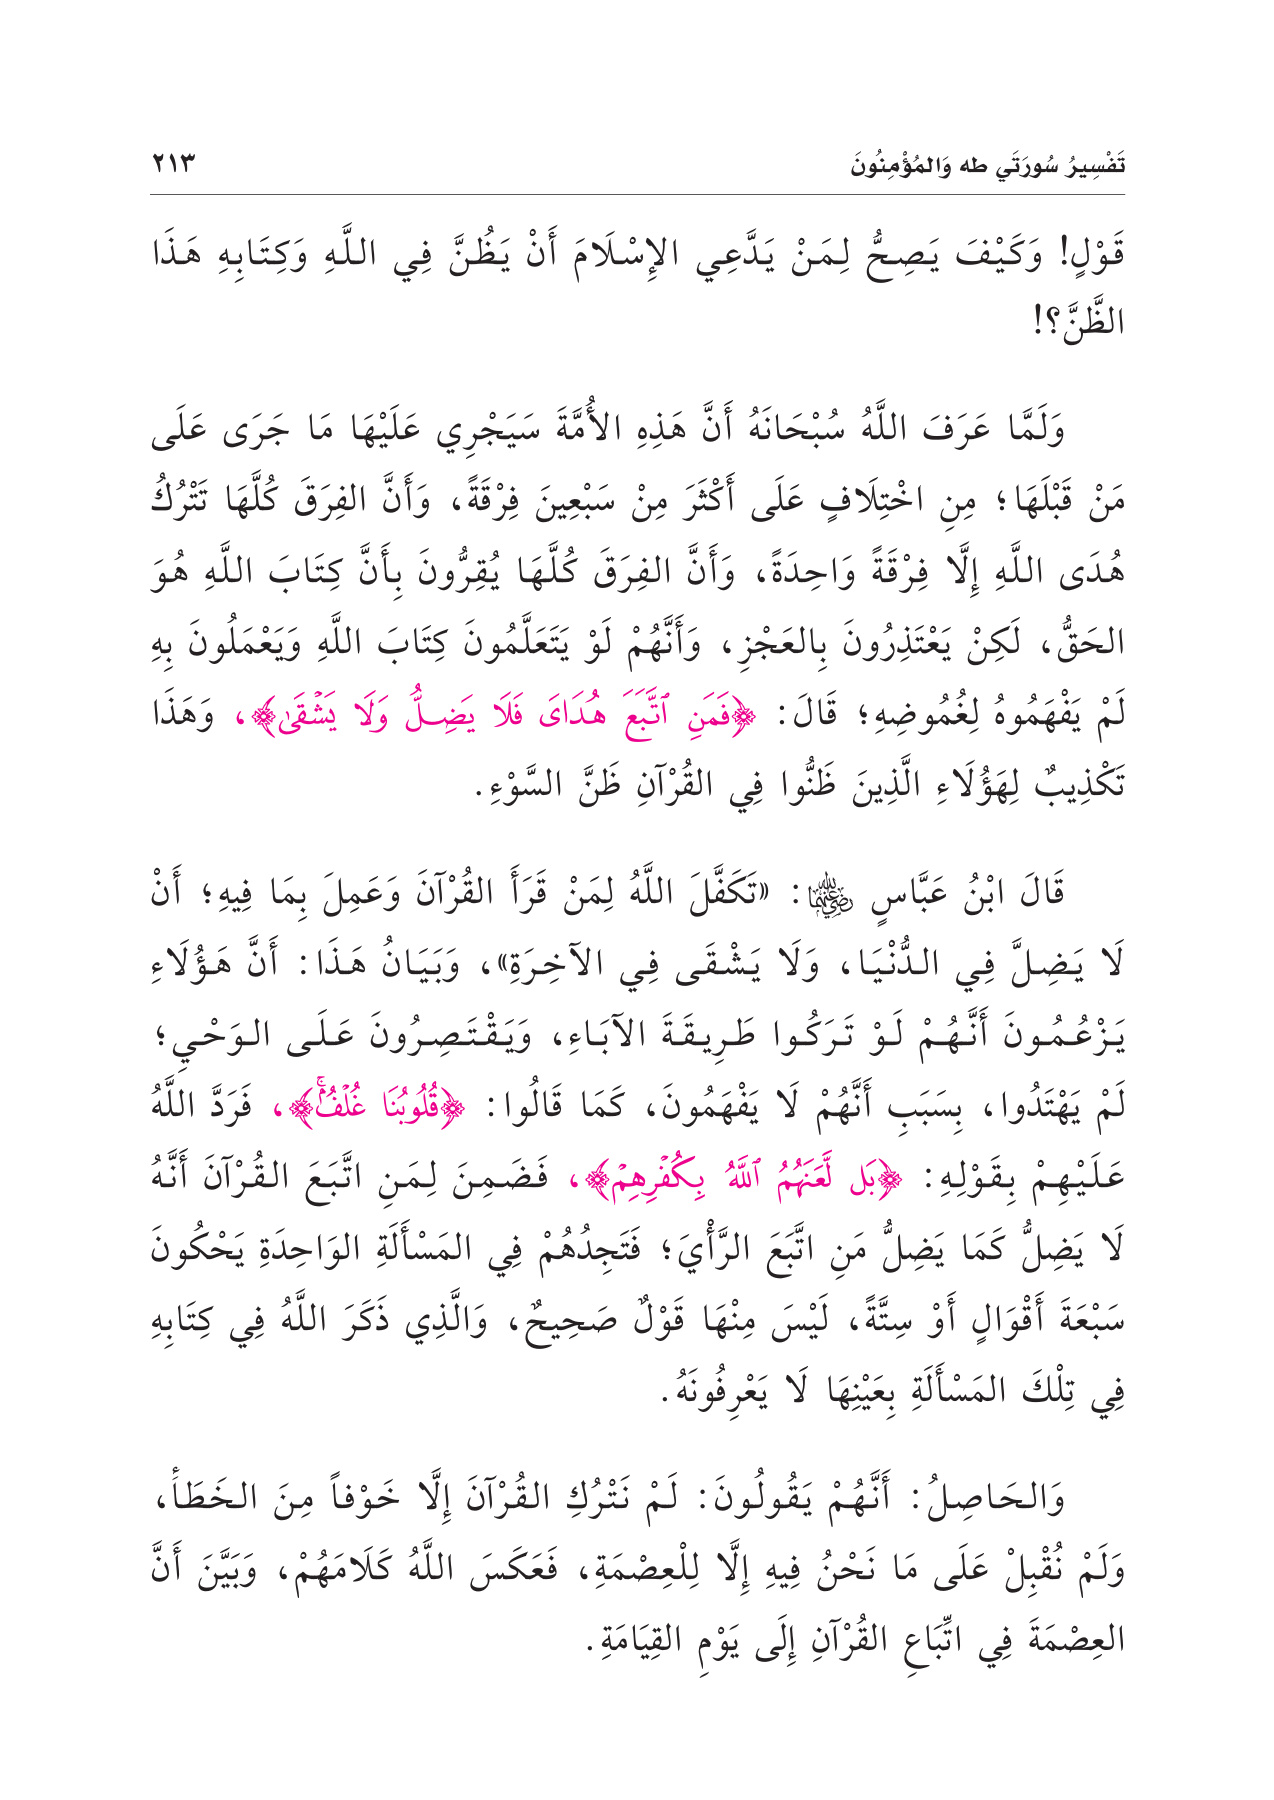 تَفْسِيرُ سُورَتَي طه وَالمُؤْمِنُونَ ٢١٣
قَوْلٍ! وَكَيْفَ يَصِحُّ لِمَنْ يَدَّعِي الإِسْلَامَ أَنْ يَظُنَّ فِي اللَّهِ وَكِتَابِهِ هَذَا
الظَّنَّ؟!
وَلَمَّا عَرَفَ اللَّهُ سُبْحَانَهُ أَنَّ هَذِهِ الأُمَّةَ سَيَجْرِي عَلَيْهَا مَا جَرَى عَلَى
مَنْ قَبْلَهَا؛ مِنِ اخْتِلَافٍ عَلَى أَكْثَرَ مِنْ سَبْعِينَ فِرْقَةً، وَأَنَّ الفِرَقَ كُلَّهَا تَتْرُكُ
هُدَى اللَّهِ إِلَّا فِرْقَةً وَاحِدَةً، وَأَنَّ الفِرَقَ كُلَّهَا يُقِرُّونَ بِأَنَّ كِتَابَ اللَّهِ هُوَ
الحَقُّ، لَكِنْ يَعْتَذِرُونَ بِالعَجْزِ، وَأَنَّهُمْ لَوْ يَتَعَلَّمُونَ كِتَابَ اللَّهِ وَيَعْمَلُونَ بِهِ
لَمْ يَفْهَمُوهُ لِغُمُوضِهِ؛ قَالَ: ﴿فَمَنِ ٱتَّبَعَ هُدَايَ فَلَا يَضِلُّ وَلَا يَشْقَىٰ﴾، وَهَذَا
تَكْذِيبٌ لِهَؤُلَاءِ الَّذِينَ ظَنُّوا فِي القُرْآنِ ظَنَّ السَّوْءِ.
قَالَ ابْنُ عَبَّاسٍ رضي الله عنهما: «تَكَفَّلَ اللَّهُ لِمَنْ قَرَأَ القُرْآنَ وَعَمِلَ بِمَا فِيهِ؛ أَنْ
لَا يَضِلَّ فِي الدُّنْيَا، وَلَا يَشْقَى فِي الآخِرَةِ»، وَبَيَانُ هَذَا: أَنَّ هَؤُلَاءِ
يَزْعُمُونَ أَنَّهُمْ لَوْ تَرَكُوا طَرِيقَةَ الآبَاءِ، وَيَقْتَصِرُونَ عَلَى الوَحْيِ؛
لَمْ يَهْتَدُوا، بِسَبَبِ أَنَّهُمْ لَا يَفْهَمُونَ، كَمَا قَالُوا: ﴿قُلُوبُنَا غُلْفٌۢۚ﴾، فَرَدَّ اللَّهُ
عَلَيْهِمْ بِقَوْلِهِ: ﴿بَل لَّعَنَهُمُ ٱللَّهُ بِكُفْرِهِمْ﴾، فَضَمِنَ لِمَنِ اتَّبَعَ القُرْآنَ أَنَّهُ
لَا يَضِلُّ كَمَا يَضِلُّ مَنِ اتَّبَعَ الرَّأْيَ؛ فَتَجِدُهُمْ فِي المَسْأَلَةِ الوَاحِدَةِ يَحْكُونَ
سَبْعَةَ أَقْوَالٍ أَوْ سِتَّةً، لَيْسَ مِنْهَا قَوْلٌ صَحِيحٌ، وَالَّذِي ذَكَرَ اللَّهُ فِي كِتَابِهِ
فِي تِلْكَ المَسْأَلَةِ بِعَيْنِهَا لَا يَعْرِفُونَهُ.
وَالحَاصِلُ: أَنَّهُمْ يَقُولُونَ: لَمْ نَتْرُكِ القُرْآنَ إِلَّا خَوْفاً مِنَ الخَطَأِ،
وَلَمْ نُقْبِلْ عَلَى مَا نَحْنُ فِيهِ إِلَّا لِلْعِصْمَةِ، فَعَكَسَ اللَّهُ كَلَامَهُمْ، وَبَيَّنَ أَنَّ
العِصْمَةَ فِي اتِّبَاعِ القُرْآنِ إِلَى يَوْمِ القِيَامَةِ.